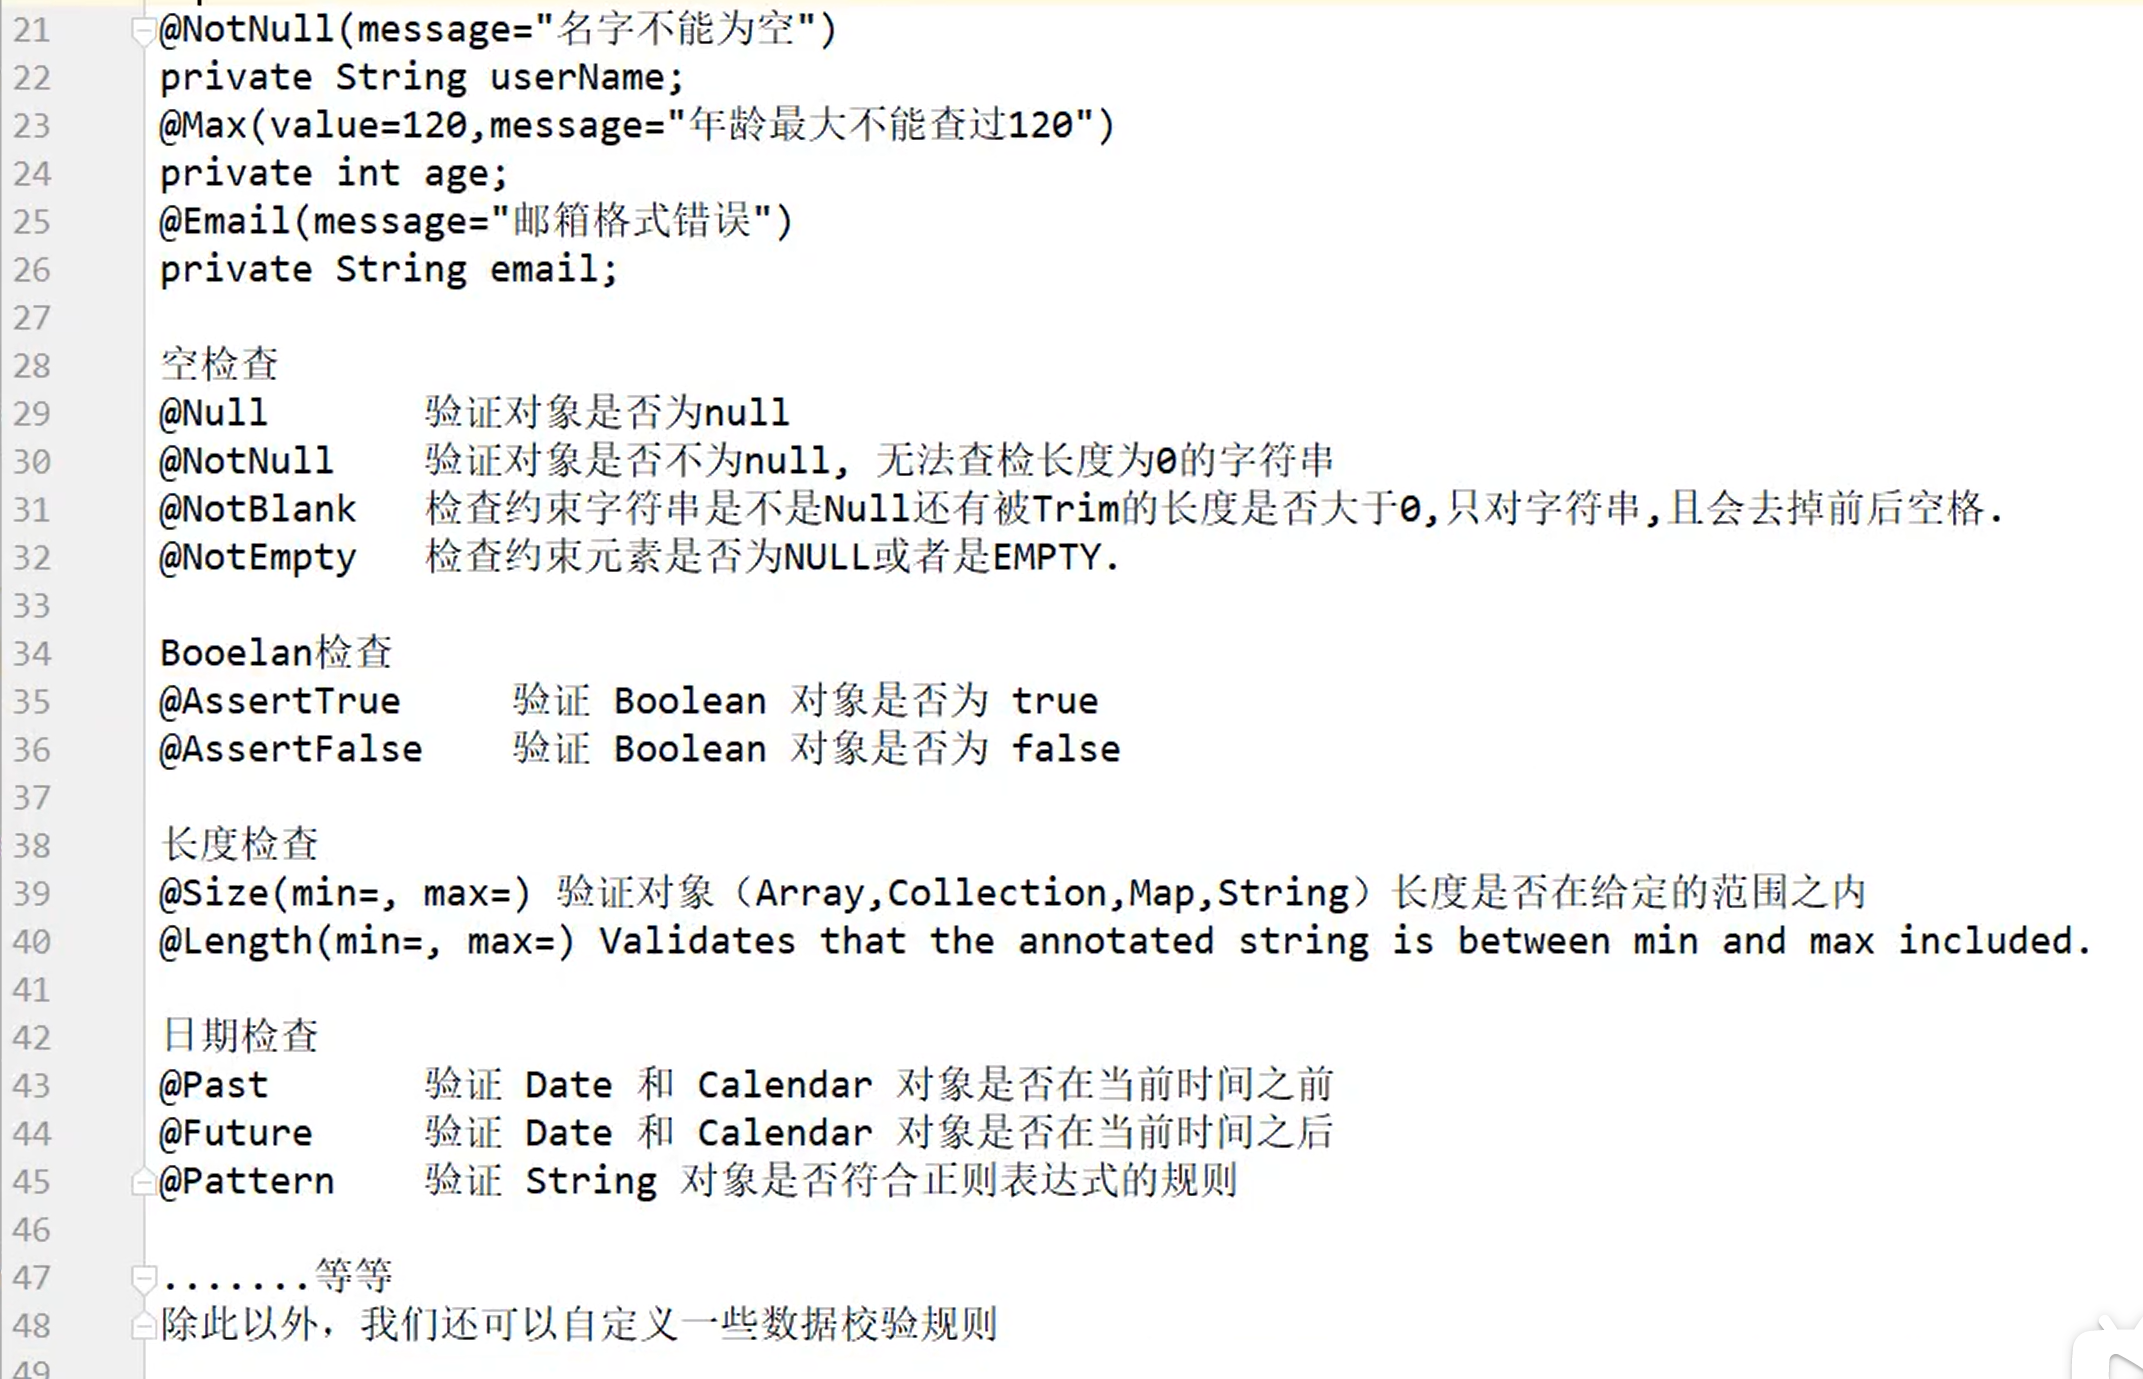 21 @NotNull(message="名字不能为空")
22 private String userName;
23 @Max(value=120,message="年龄最大不能查过120")
24 private int age;
25 @Email(message="邮箱格式错误")
26 private String email;
27
28 空检查
29 @Null 验证对象是否为null
30 @NotNull 验证对象是否不为null, 无法查检长度为0的字符串
31 @NotBlank 检查约束字符串是不是Null还有被Trim的长度是否大于0,只对字符串,且会去掉前后空格.
32 @NotEmpty 检查约束元素是否为NULL或者是EMPTY.
33
34 Booelan检查
35 @AssertTrue 验证 Boolean 对象是否为 true
36 @AssertFalse 验证 Boolean 对象是否为 false
37
38 长度检查
39 @Size(min=, max=) 验证对象（Array,Collection,Map,String）长度是否在给定的范围之内
40 @Length(min=, max=) Validates that the annotated string is between min and max included.
41
42 日期检查
43 @Past 验证 Date 和 Calendar 对象是否在当前时间之前
44 @Future 验证 Date 和 Calendar 对象是否在当前时间之后
45 @Pattern 验证 String 对象是否符合正则表达式的规则
46
47 .......等等
48 除此以外，我们还可以自定义一些数据校验规则
49